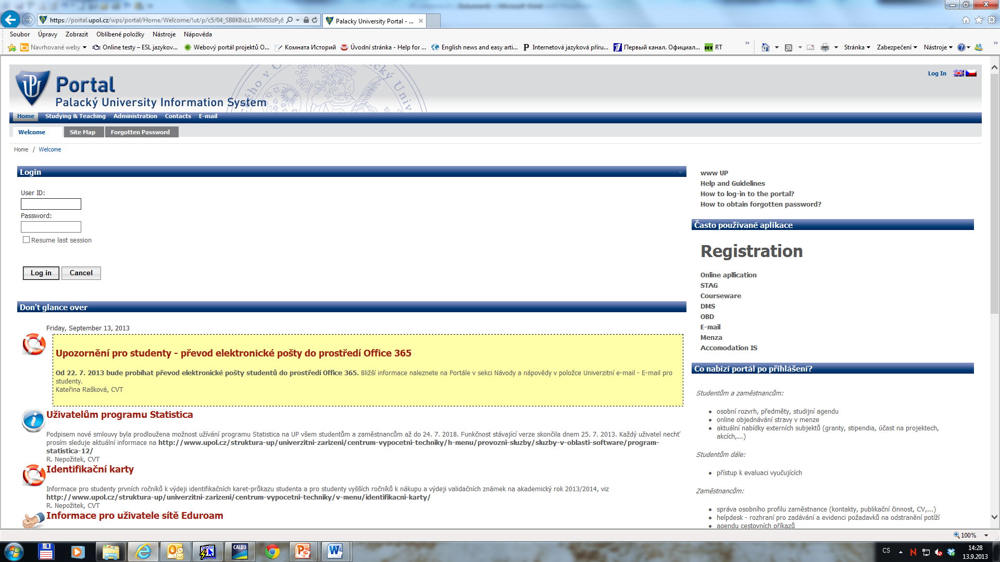 https://portal.upol.cz/wps/portal/Home/Welcome/!ut/p/c5/04_SB8K8xLLM9MSSzPy8
Palacky University Portal - ...
Soubor Úpravy Zobrazit Oblíbené položky Nástroje Nápověda
Navrhované weby Online testy – ESL jazykov... Webový portál projektů O... Комната Историй Úvodní stránka - Help for ... English news and easy arti... Internetová jazyková příru... Первый канал. Официал... RT
Stránka Zabezpečení Nástroje
Log In
Portal
Palacký University Information System
Home Studying & Teaching Administration Contacts E-mail
Welcome Site Map Forgotten Password
Home / Welcome
Login
User ID:
Password:
Resume last session
Log in Cancel
Don't glance over
Friday, September 13, 2013
Upozornění pro studenty - převod elektronické pošty do prostředí Office 365
Od 22. 7. 2013 bude probíhat převod elektronické pošty studentů do prostředí Office 365. Bližší informace naleznete na Portále v sekci Návody a nápovědy v položce Univerzitní e-mail - E-mail pro
studenty.
Kateřina Rašková, CVT
Uživatelům programu Statistica
Podpisem nové smlouvy byla prodloužena možnost užívání programu Statistica na UP všem studentům a zaměstnancům až do 24. 7. 2018. Funkčnost stávající verze skončila dnem 25. 7. 2013. Každý uživatel nechť
prosím sleduje aktuální informace na http://www.upol.cz/struktura-up/univerzitni-zarizeni/centrum-vypocetni-techniky/h-menu/provozni-sluzby/sluzby-v-oblasti-software/program-
statistica-12/
R. Nepožitek, CVT
Identifikační karty
Informace pro studenty prvních ročníků k výdeji identifikačních karet-průkazu studenta a pro studenty vyšších ročníků k nákupu a výdeji validačních známek na akademický rok 2013/2014, viz
http://www.upol.cz/struktura-up/univerzitni-zarizeni/centrum-vypocetni-techniky/v-menu/identifikacni-karty/
R. Nepožitek, CVT
Informace pro uživatele sítě Eduroam
www UP
Help and Guidelines
How to log-in to the portal?
How to obtain forgotten password?
Často používané aplikace
Registration
Online apllication
STAG
Courseware
DMS
OBD
E-mail
Menza
Accomodation IS
Co nabízí portál po přihlášení?
Studentům a zaměstnancům:
osobní rozvrh, předměty, studijní agendu
online objednávání stravy v menze
aktuální nabídky externích subjektů (granty, stipendia, účast na projektech,
akcích,...)
Studentům dále:
přístup k evaluaci vyučujících
Zaměstnancům:
správa osobního profilu zaměstnance (kontakty, publikační činnost, CV,...)
helpdesk - rozhraní pro zadávání a evidenci požadavků na odstranění potíží
agendu cestovních příkazů
100%
CALD3
CS
14:28
13.9.2013